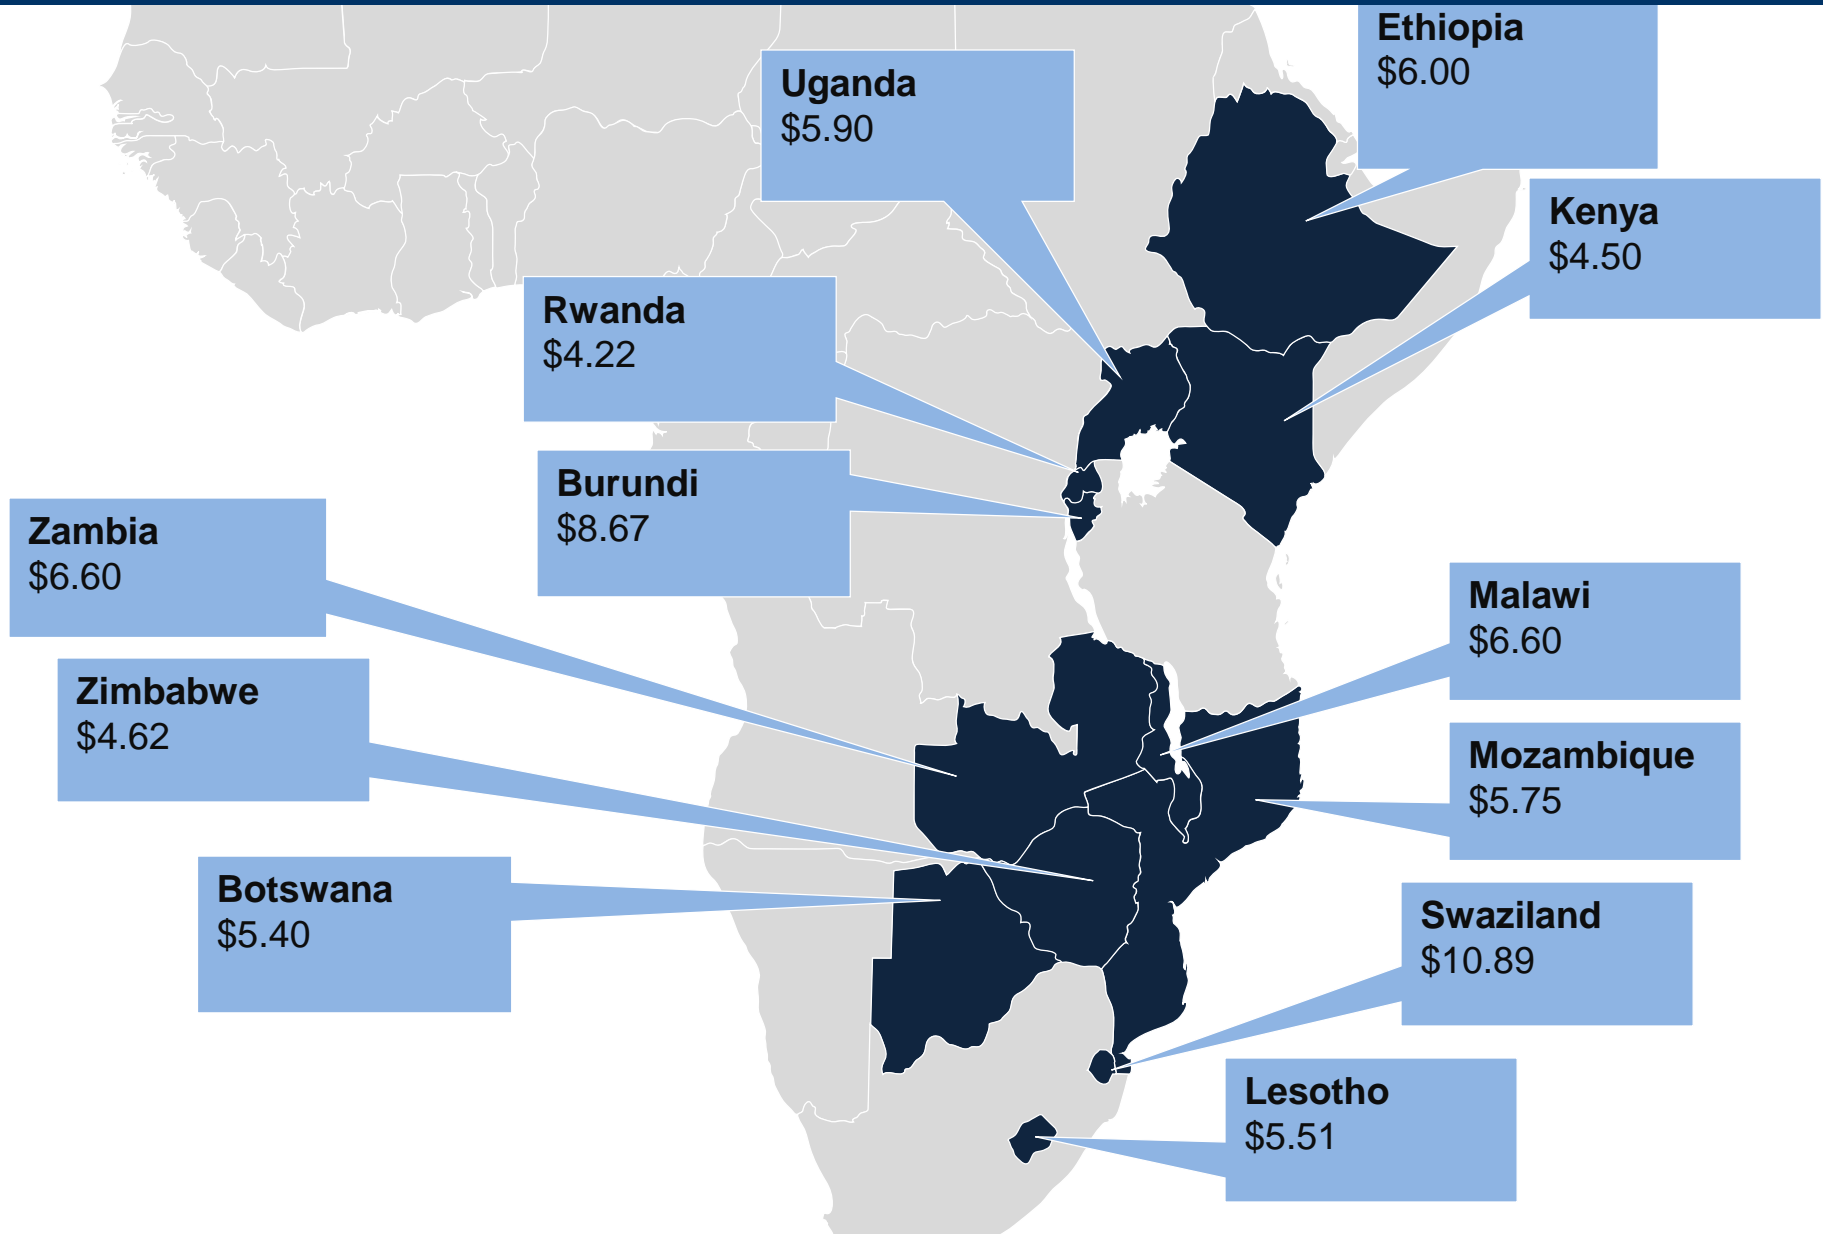 Ethiopia
$6.00
Uganda
$5.90
Kenya
$4.50
Rwanda
$4.22
Burundi
$8.67
Zambia
$6.60
Malawi
$6.60
Zimbabwe
$4.62
Mozambique
$5.75
Botswana
$5.40
Swaziland
$10.89
Lesotho
$5.51